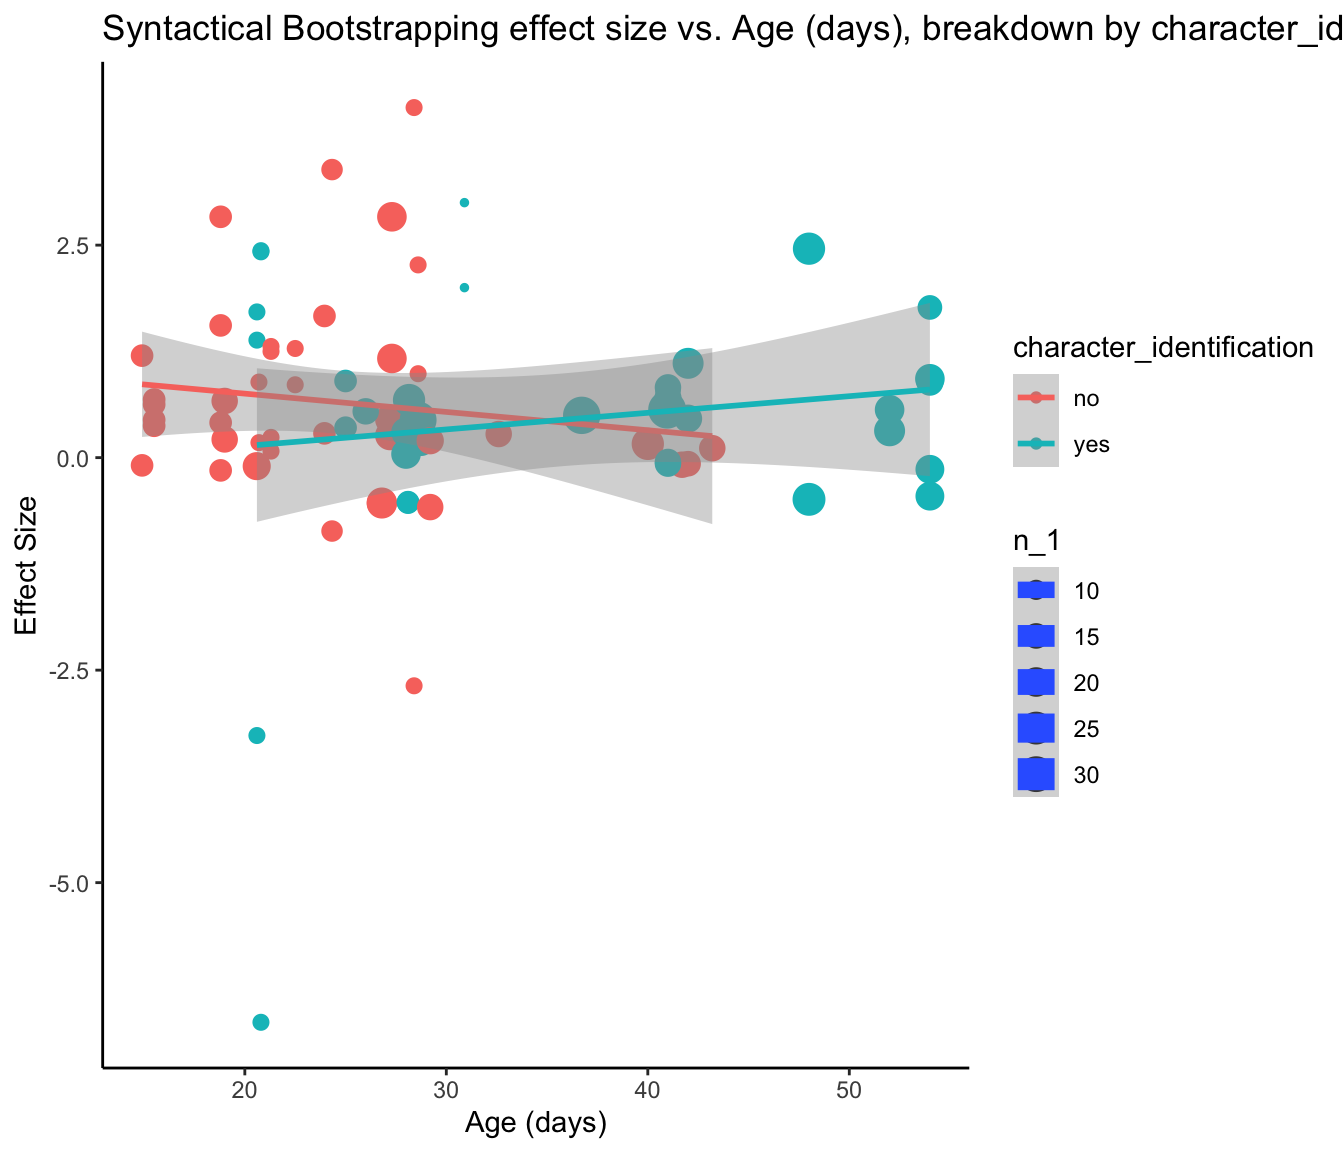 Syntactical Bootstrapping effect size vs. Age (days), breakdown by character_id
2.5
0.0
-2.5
-5.0
Effect Size
20 30 40 50
Age (days)
character_identification
no
yes
n_1
10
15
20
25
30